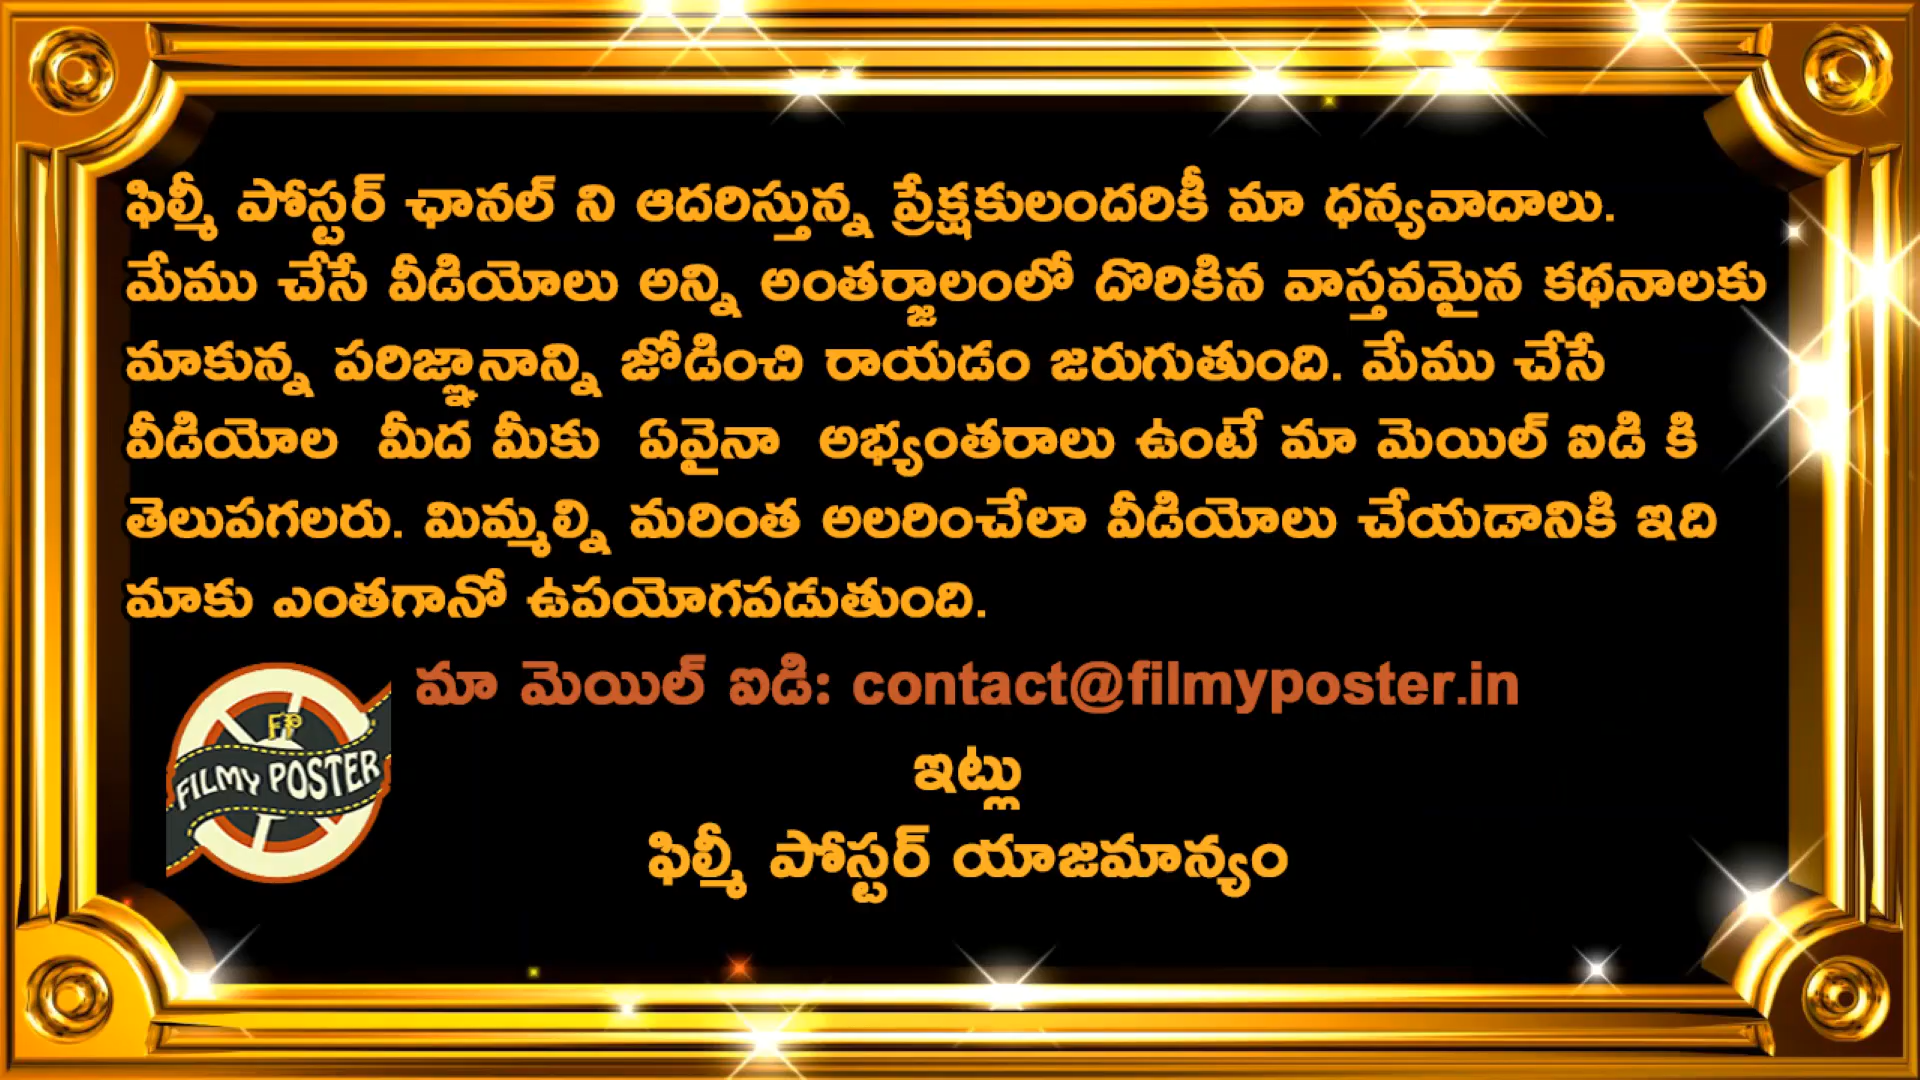 ఫిల్మీ పోస్టర్ ఛానల్ ని ఆదరిస్తున్న ప్రేక్షకులందరికీ మా ధన్యవాదాలు.
మేము చేసే వీడియోలు అన్ని అంతర్జాలంలో దొరికిన వాస్తవమైన కథనాలకు
మాకున్న పరిజ్ఞానాన్ని జోడించి రాయడం జరుగుతుంది. మేము చేసే
వీడియోల మీద మీకు ఏవైనా అభ్యంతరాలు ఉంటే మా మెయిల్ ఐడి కి
తెలుపగలరు. మిమ్మల్ని మరింత అలరించేలా వీడియోలు చేయడానికి ఇది
మాకు ఎంతగానో ఉపయోగపడుతుంది.
మా మెయిల్ ఐడి: contact@filmyposter.in
FP
FILMY POSTER
ఇట్లు
ఫిల్మీ పోస్టర్ యాజమాన్యం